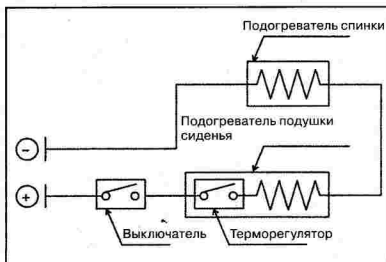 Подогреватель спинки
Подогреватель подушки
сиденья
−
+
Выключатель
Терморегулятор